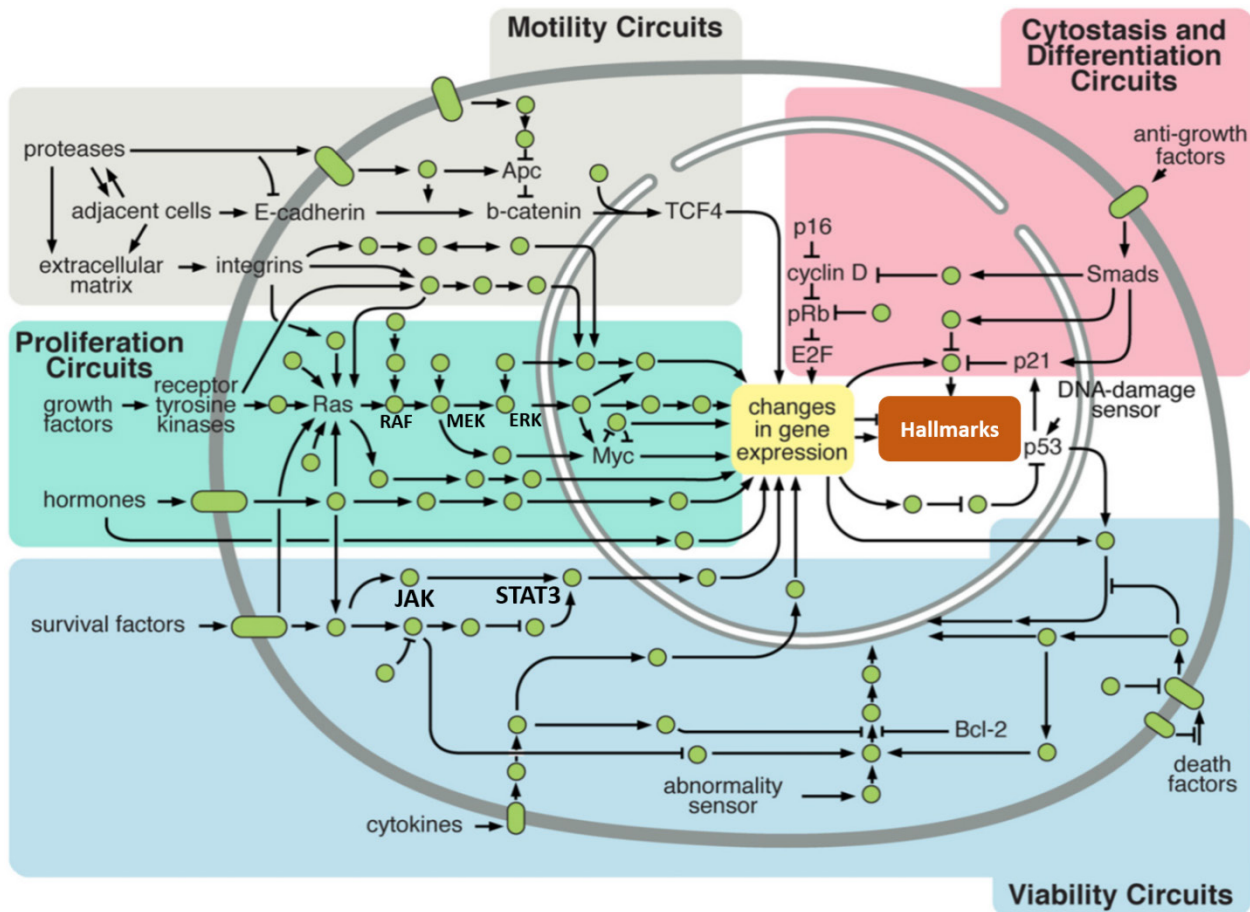 Motility Circuits
Cytostasis and
Differentiation
Circuits
proteases
Apc
anti-growth
factors
adjacent cells
E-cadherin
b-catenin
TCF4
p16
extracellular
matrix
integrins
cyclin D
Smads
pRb
Proliferation
Circuits
E2F
p21
growth
factors
receptor
tyrosine
kinases
Ras
RAF
MEK
ERK
Myc
changes
in gene
expression
Hallmarks
DNA-damage
sensor
p53
hormones
survival factors
JAK
STAT3
Bcl-2
abnormality
sensor
death
factors
cytokines
Viability Circuits